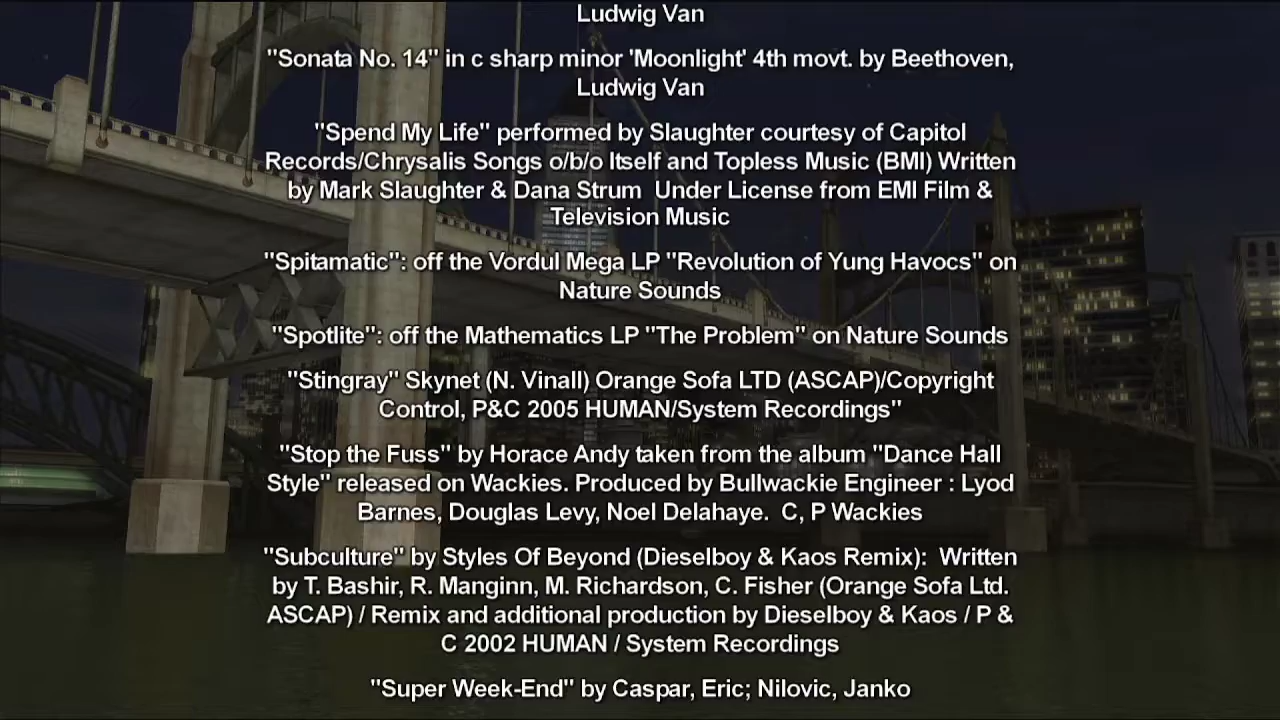 Ludwig Van
"Sonata No. 14" in c sharp minor 'Moonlight' 4th movt. by Beethoven,
Ludwig Van
"Spend My Life" performed by Slaughter courtesy of Capitol
Records/Chrysalis Songs o/b/o Itself and Topless Music (BMI) Written
by Mark Slaughter & Dana Strum  Under License from EMI Film &
Television Music
"Spitamatic": off the Vordul Mega LP "Revolution of Yung Havocs" on
Nature Sounds
"Spotlite": off the Mathematics LP "The Problem" on Nature Sounds
"Stingray" Skynet (N. Vinall) Orange Sofa LTD (ASCAP)/Copyright
Control, P&C 2005 HUMAN/System Recordings"
"Stop the Fuss" by Horace Andy taken from the album "Dance Hall
Style" released on Wackies. Produced by Bullwackie Engineer : Lyod
Barnes, Douglas Levy, Noel Delahaye.  C, P Wackies
"Subculture" by Styles Of Beyond (Dieselboy & Kaos Remix):  Written
by T. Bashir, R. Manginn, M. Richardson, C. Fisher (Orange Sofa Ltd.
ASCAP) / Remix and additional production by Dieselboy & Kaos / P &
C 2002 HUMAN / System Recordings
"Super Week-End" by Caspar, Eric; Nilovic, Janko